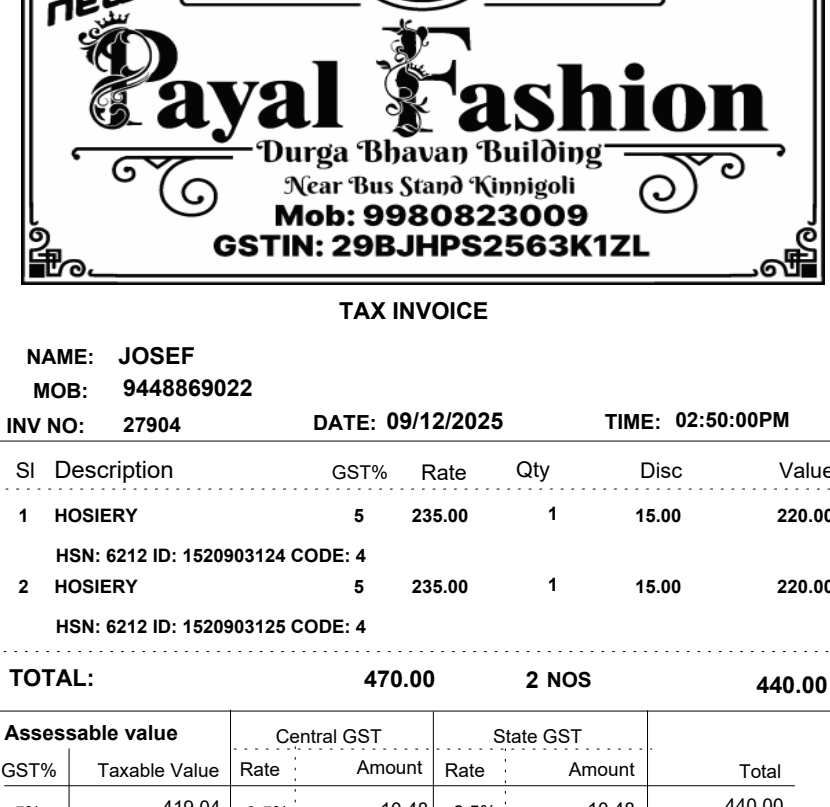 new
Payal Fashion
Durga Bhavan Building
Near Bus Stand Kinnigoli
Mob: 9980823009
GSTIN: 29BJHPS2563K1ZL
TAX INVOICE
NAME: JOSEF
MOB: 9448869022
INV NO: 27904 DATE: 09/12/2025 TIME: 02:50:00PM
Sl Description GST% Rate Qty Disc Value
1 HOSIERY 5 235.00 1 15.00 220.00
HSN: 6212 ID: 1520903124 CODE: 4
2 HOSIERY 5 235.00 1 15.00 220.00
HSN: 6212 ID: 1520903125 CODE: 4
TOTAL: 470.00 2 NOS 440.00
Assessable value Central GST State GST
GST% Taxable Value Rate Amount Rate Amount Total
419.04 10.48 10.48 440.00